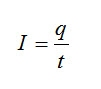 I = q/t